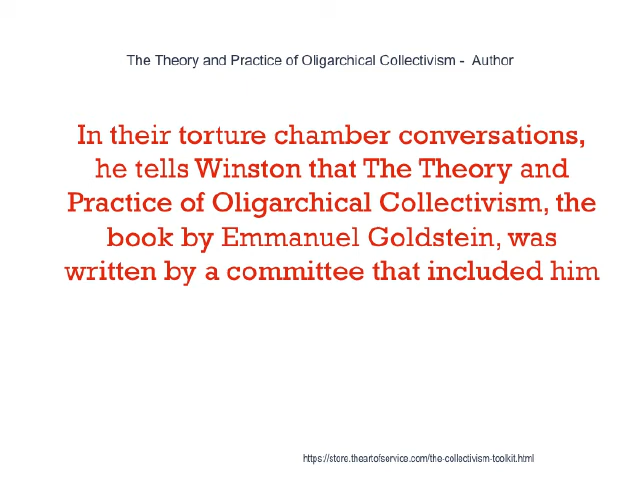 The Theory and Practice of Oligarchical Collectivism -  Author
In their torture chamber conversations,
he tells Winston that The Theory and
Practice of Oligarchical Collectivism, the
book by Emmanuel Goldstein, was
written by a committee that included him
https://store.theartofservice.com/the-collectivism-toolkit.html